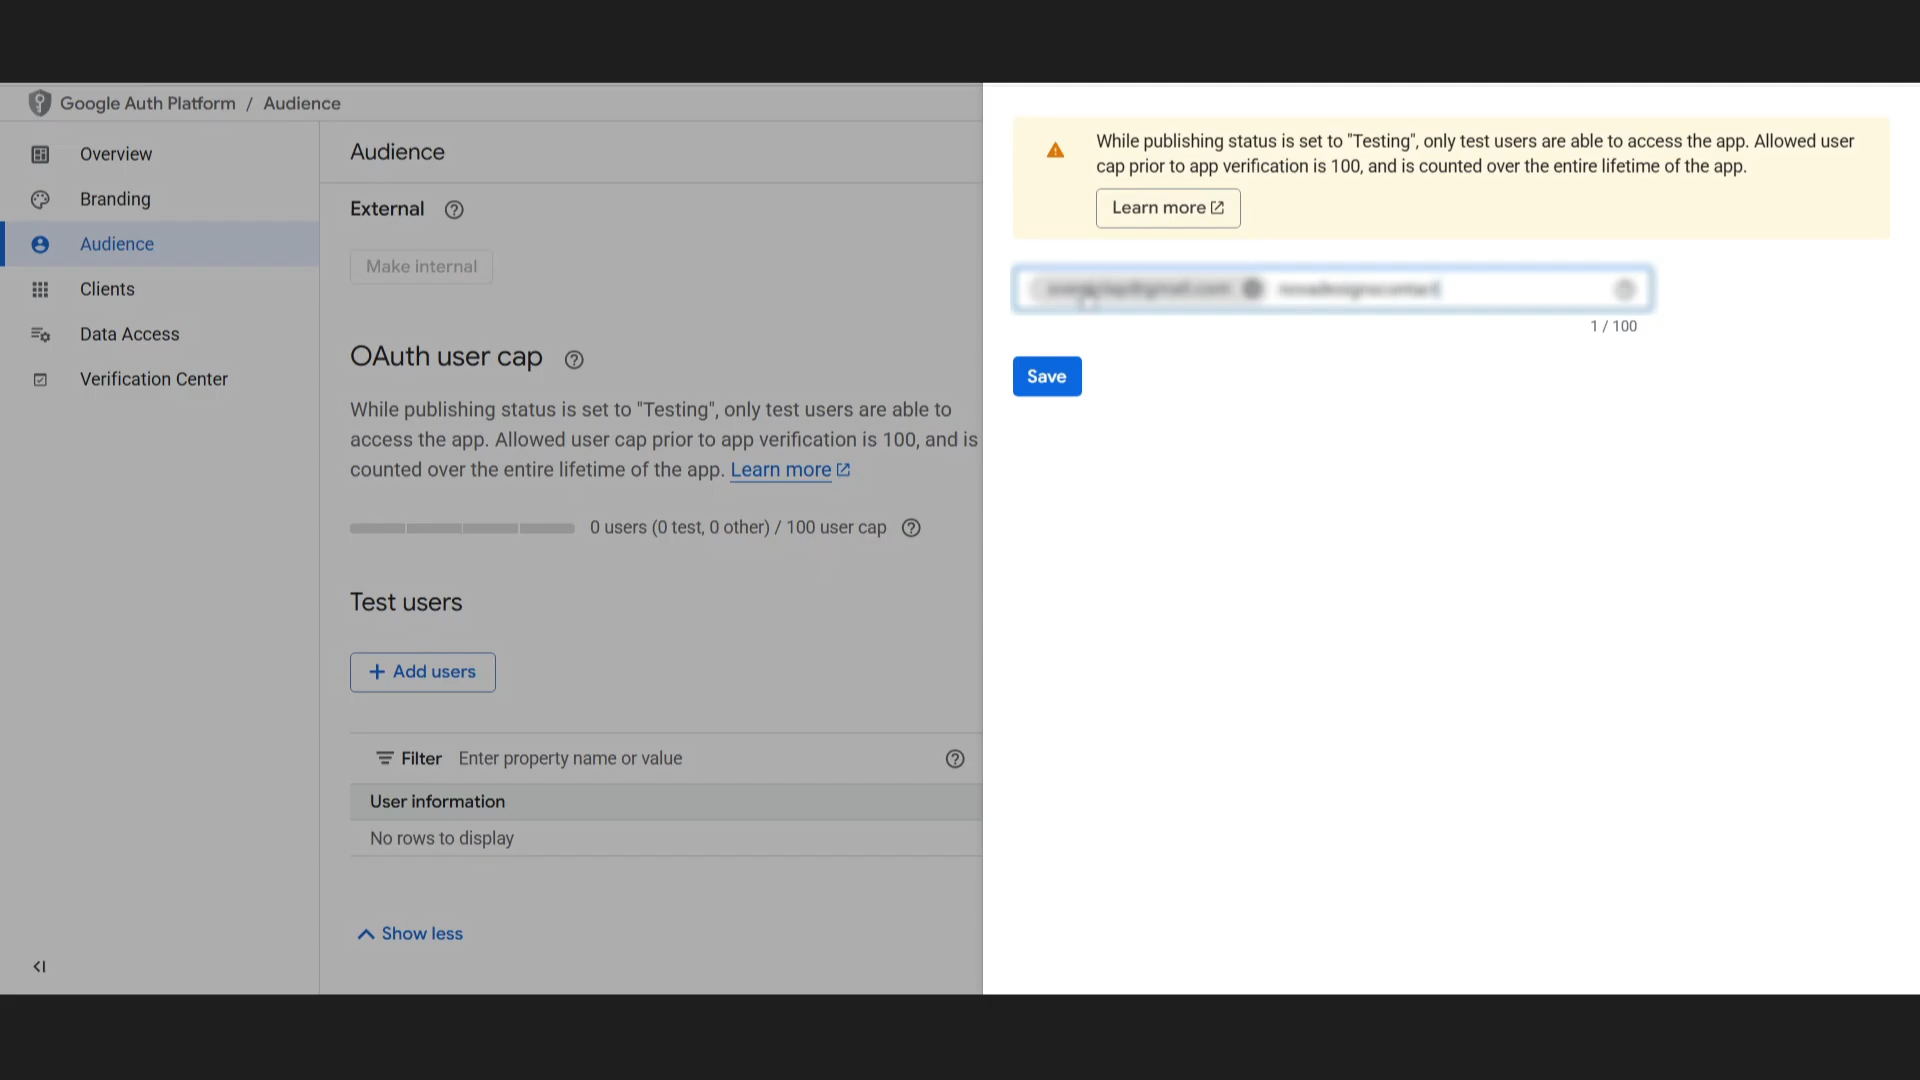 Google Auth Platform / Audience
Overview
Branding
Audience
Clients
Data Access
Verification Center
Audience
External
Make internal
OAuth user cap
While publishing status is set to "Testing", only test users are able to
access the app. Allowed user cap prior to app verification is 100, and is
counted over the entire lifetime of the app. Learn more
0 users (0 test, 0 other) / 100 user cap
Test users
+ Add users
Filter Enter property name or value
User information
No rows to display
Show less
While publishing status is set to "Testing", only test users are able to access the app. Allowed user
cap prior to app verification is 100, and is counted over the entire lifetime of the app.
Learn more
1 / 100
Save